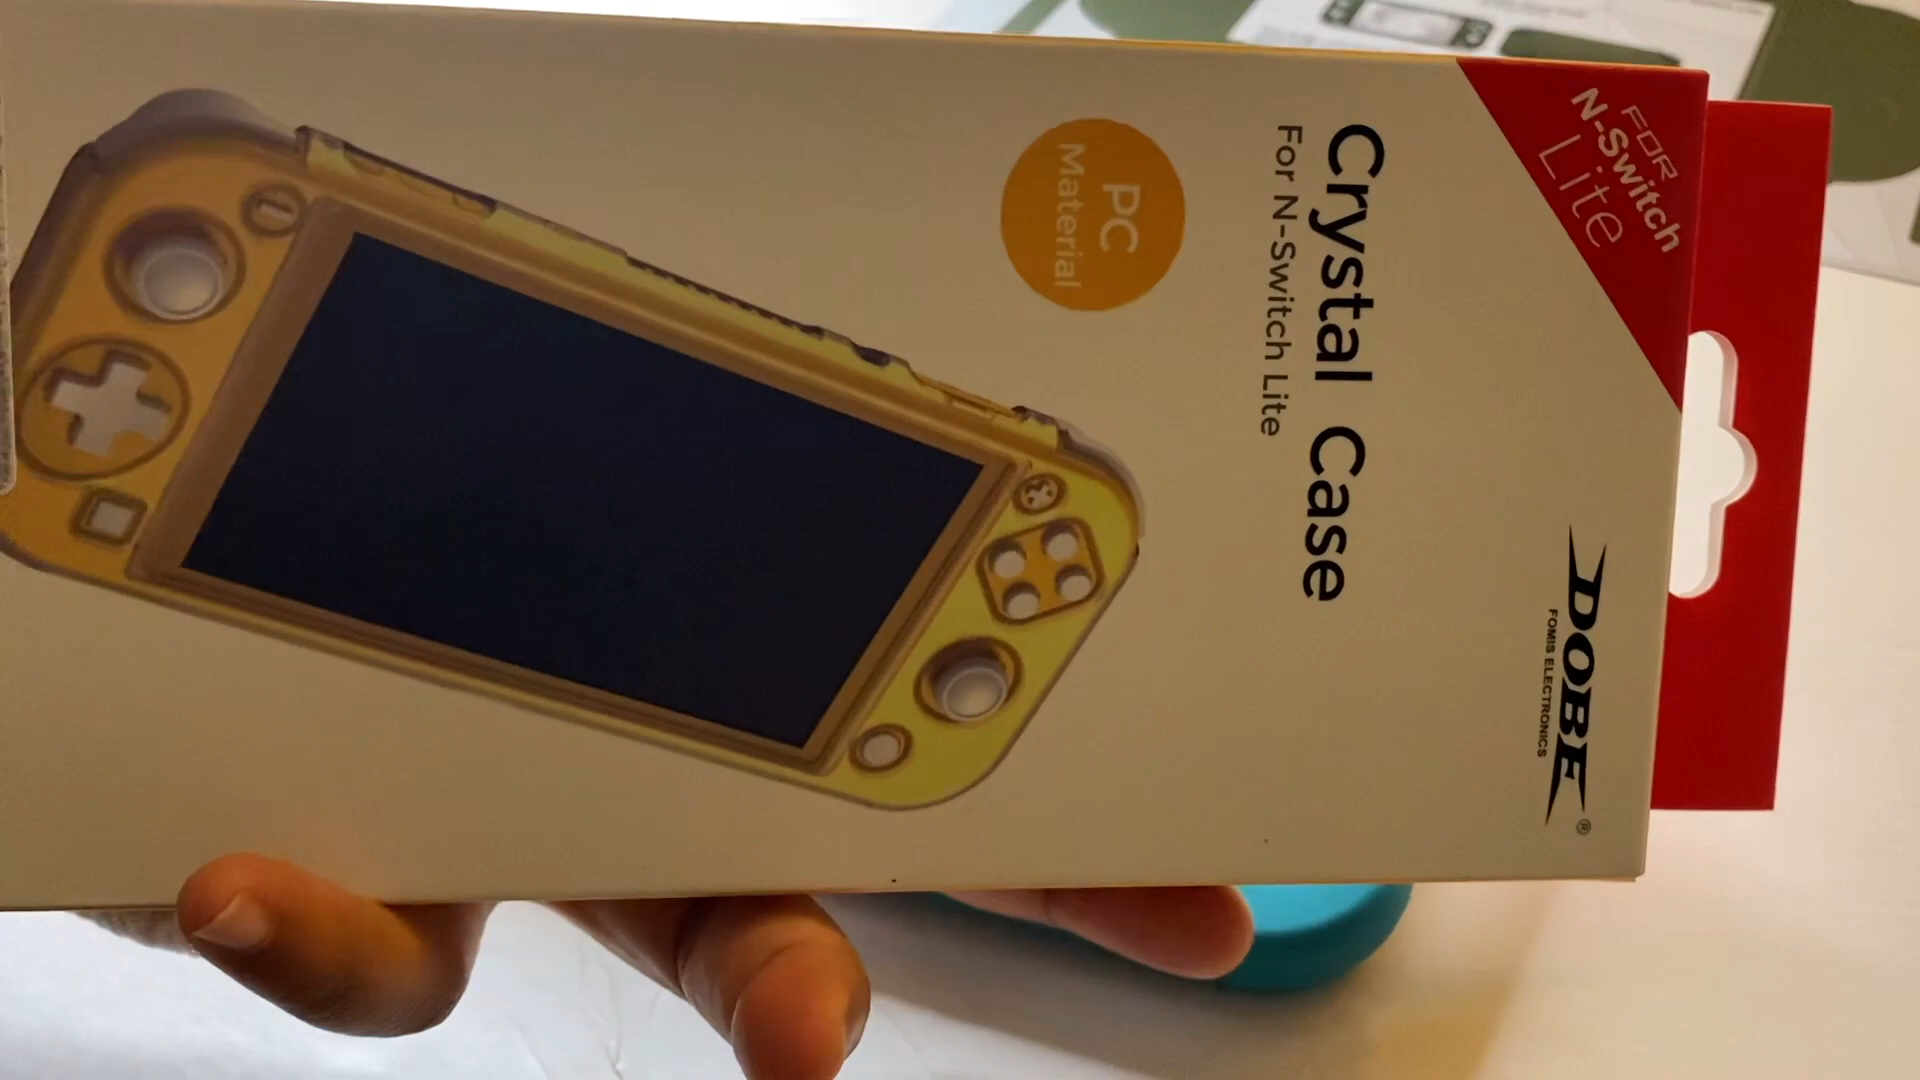 FOR
N-Switch
Lite
DOBE®
FOMIS ELECTRONICS
Crystal Case
For N-Switch Lite
PC
Material